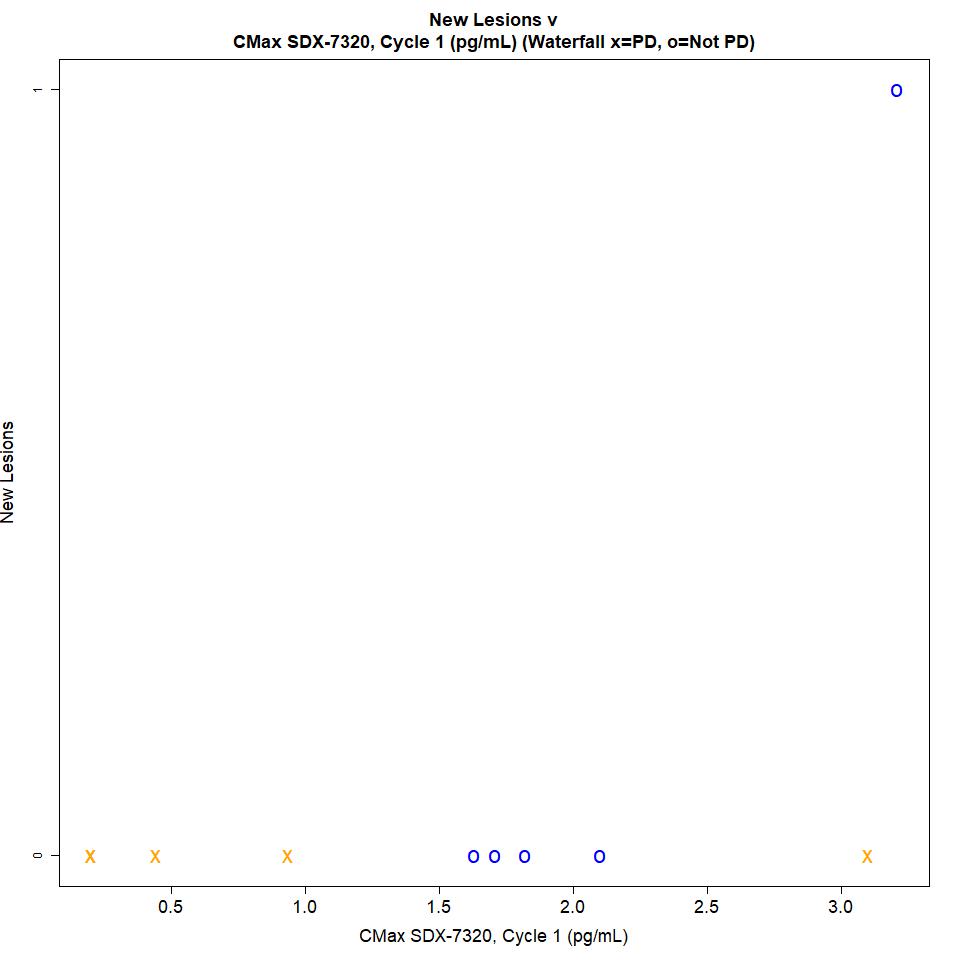 New Lesions v
CMax SDX-7320, Cycle 1 (pg/mL) (Waterfall x=PD, o=Not PD)
1
O
New Lesions
0
X X X O O O O X
0.5 1.0 1.5 2.0 2.5 3.0
CMax SDX-7320, Cycle 1 (pg/mL)